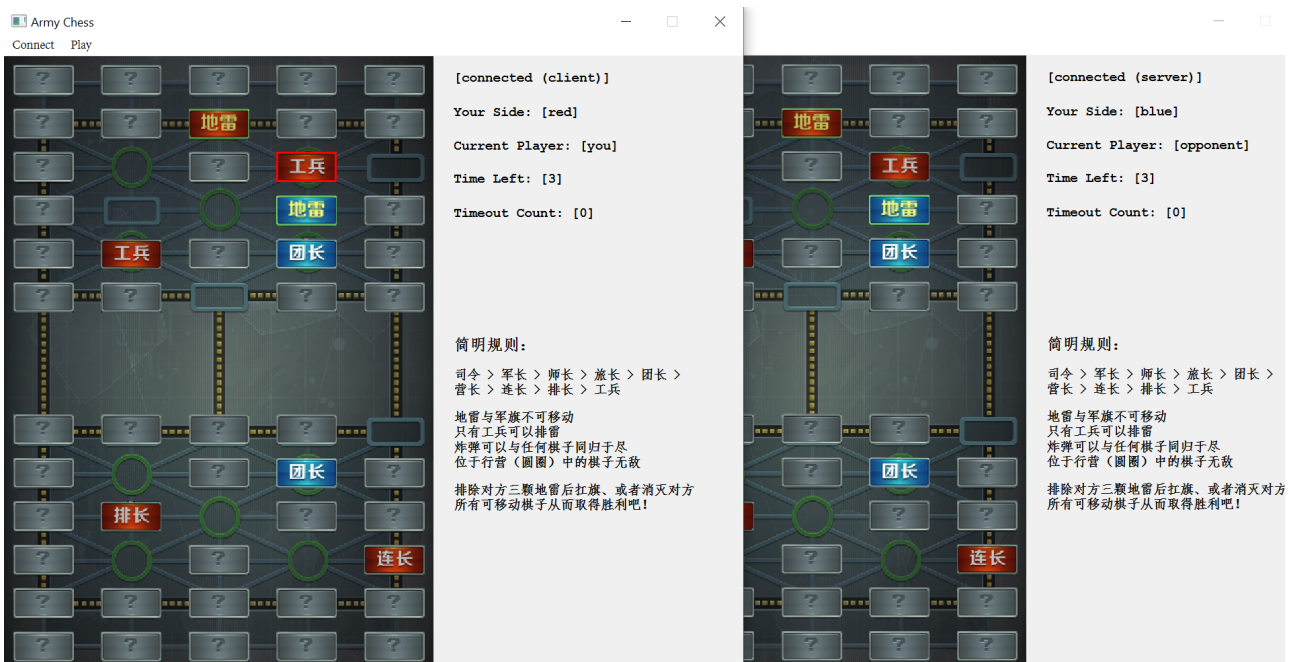 Army Chess
Connect Play
? ? ? ? ?
? ? 地雷 ? ?
? ? 工兵
? 地雷 ?
? 工兵 ? 团长 ?
? ? ? ?
? ? ? ?
? ? 团长 ?
? 排长 ? ?
? ? 连长
? ? ? ? ?
? ? ? ? ?
[connected (client)]
Your Side: [red]
Current Player: [you]
Time Left: [3]
Timeout Count: [0]
简明规则：
司令 > 军长 > 师长 > 旅长 > 团长 >
营长 > 连长 > 排长 > 工兵
地雷与军旗不可移动
只有工兵可以排雷
炸弹可以与任何棋子同归于尽
位于行营（圆圈）中的棋子无敌
排除对方三颗地雷后扛旗、或者消灭对方
所有可移动棋子从而取得胜利吧！
? ? ?
地雷 ? ?
? 工兵
地雷 ?
? 团长 ?
? ?
? ?
? 团长 ?
? ?
? 连长
? ? ?
? ? ?
[connected (server)]
Your Side: [blue]
Current Player: [opponent]
Time Left: [3]
Timeout Count: [0]
简明规则：
司令 > 军长 > 师长 > 旅长 > 团长 >
营长 > 连长 > 排长 > 工兵
地雷与军旗不可移动
只有工兵可以排雷
炸弹可以与任何棋子同归于尽
位于行营（圆圈）中的棋子无敌
排除对方三颗地雷后扛旗、或者消灭对方
所有可移动棋子从而取得胜利吧！